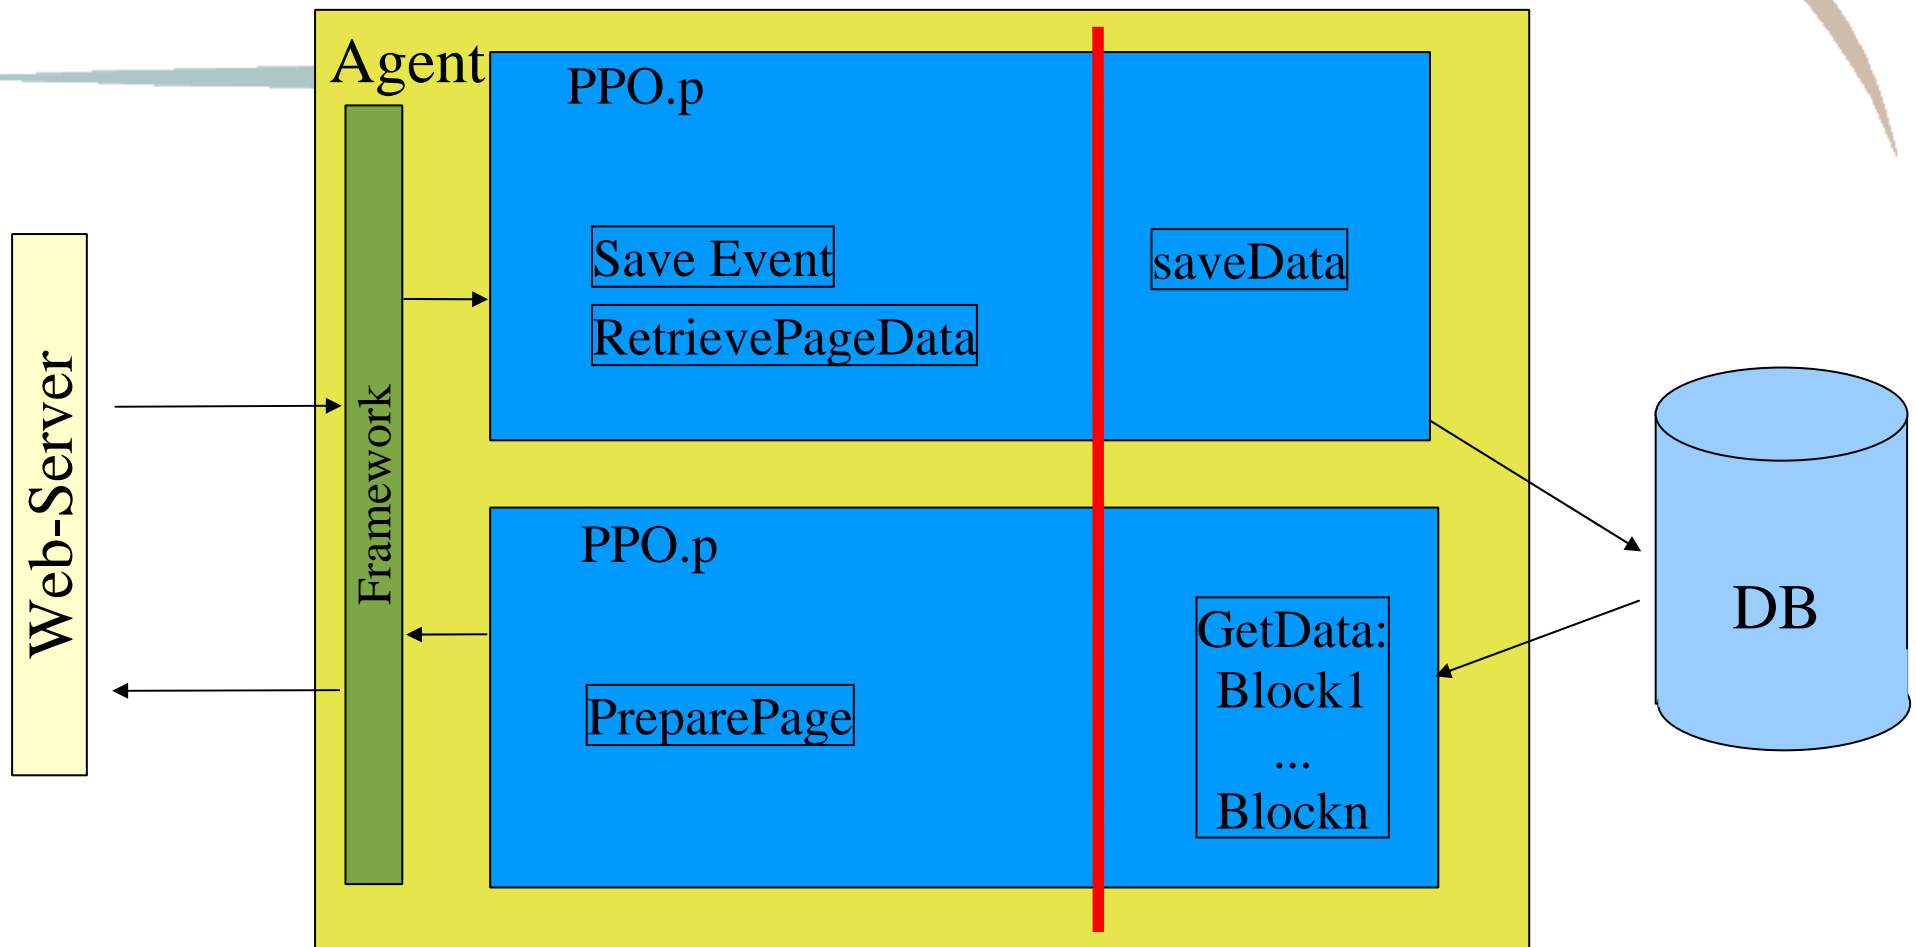 Agent
PPO.p
Save Event
saveData
RetrievePageData
Web-Server
Framework
PPO.p
GetData:
Block1
...
Blockn
PreparePage
DB